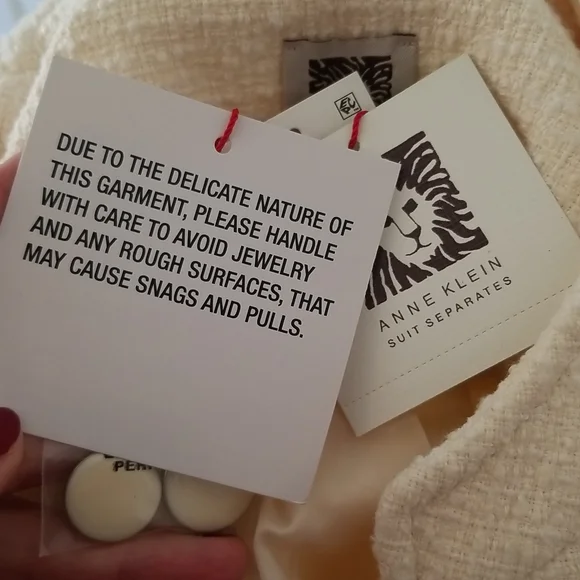 DUE TO THE DELICATE NATURE OF
THIS GARMENT, PLEASE HANDLE
WITH CARE TO AVOID JEWELRY
AND ANY ROUGH SURFACES, THAT
MAY CAUSE SNAGS AND PULLS.
ANNE KLEIN
SUIT SEPARATES